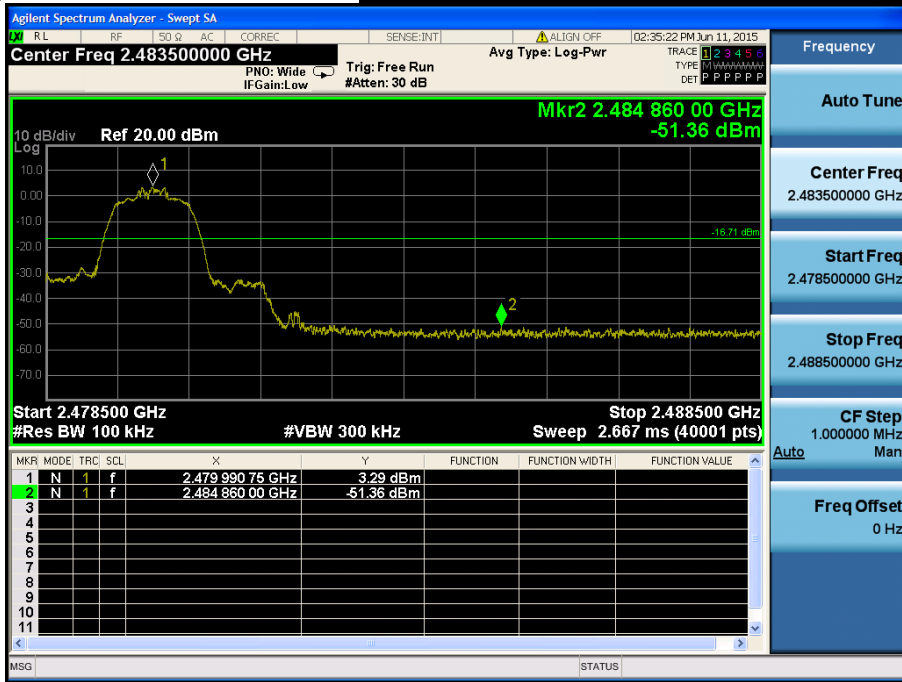 Agilent Spectrum Analyzer - Swept SA
LXI RL RF 50 Ω AC CORREC SENSE:INT ALIGN OFF 02:35:22 PM Jun 11, 2015
Center Freq 2.483500000 GHz
PNO: Wide
IFGain:Low
Trig: Free Run
#Atten: 30 dB
Avg Type: Log-Pwr
TRACE 1 2 3 4 5 6
TYPE M
DET P P P P P P
Mkr2 2.484 860 00 GHz
-51.36 dBm
10 dB/div Ref 20.00 dBm
Log
10.0
0.00
-10.0
-20.0
-30.0
-40.0
-50.0
-60.0
-70.0
1
-16.71 dBm
2
Start 2.478500 GHz Stop 2.488500 GHz
#Res BW 100 kHz #VBW 300 kHz Sweep 2.667 ms (40001 pts)
MKR MODE TRC SCL X Y FUNCTION FUNCTION WIDTH FUNCTION VALUE
1 N 1 f 2.479 990 75 GHz 3.29 dBm
2 N 1 f 2.484 860 00 GHz -51.36 dBm
3
4
5
6
7
8
9
10
11
MSG STATUS
Frequency
Auto Tune
Center Freq
2.483500000 GHz
Start Freq
2.478500000 GHz
Stop Freq
2.488500000 GHz
CF Step
1.000000 MHz
Auto Man
Freq Offset
0 Hz